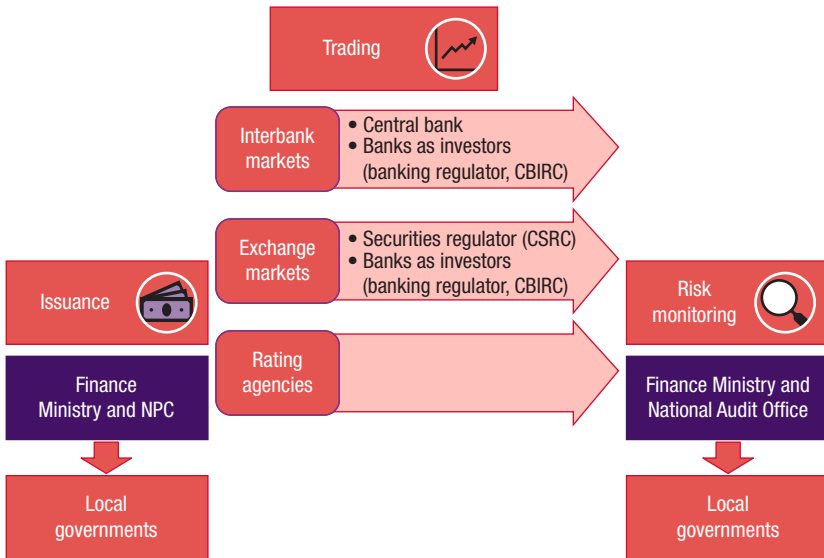 Trading
Interbank
markets
• Central bank
• Banks as investors
(banking regulator, CBIRC)
Exchange
markets
• Securities regulator (CSRC)
• Banks as investors
(banking regulator, CBIRC)
Rating
agencies
Issuance
Finance
Ministry and NPC
Local
governments
Risk
monitoring
Finance Ministry and
National Audit Office
Local
governments